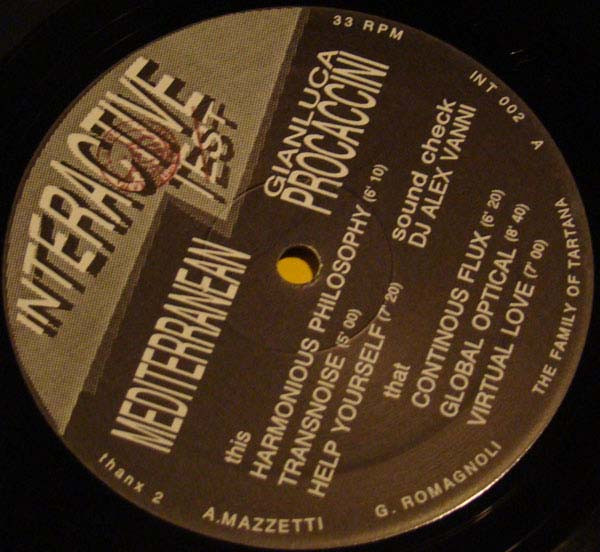 INTERACTIVE
TEST
33 RPM
INT 002 A
GIANLUCA
PROCACCINI
MEDITERRANEAN
sound check
DJ ALEX VANNI
this
HARMONIOUS PHILOSOPHY (6' 10)
TRANSNOISE (5' 00)
HELP YOURSELF (7' 20)
that
CONTINOUS FLUX (6' 20)
GLOBAL OPTICAL (8' 40)
VIRTUAL LOVE (7' 00)
thanx 2 A.MAZZETTI G. ROMAGNOLI THE FAMILY OF TARTANA